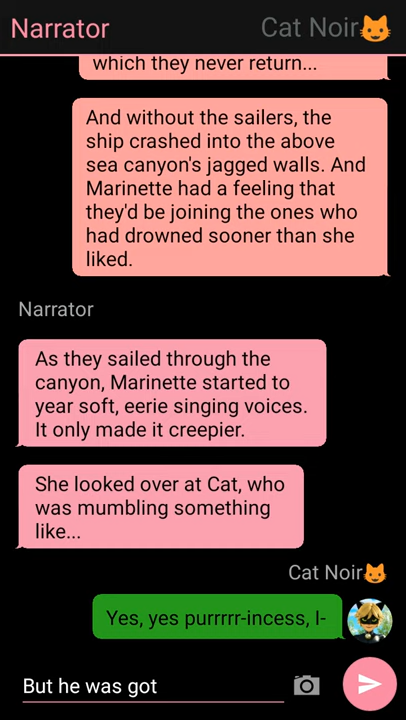 Narrator
Cat Noir🐱
which they never return...
And without the sailers, the
ship crashed into the above
sea canyon's jagged walls. And
Marinette had a feeling that
they'd be joining the ones who
had drowned sooner than she
liked.
Narrator
As they sailed through the
canyon, Marinette started to
year soft, eerie singing voices.
It only made it creepier.
She looked over at Cat, who
was mumbling something
like...
Cat Noir🐱
Yes, yes purrrrr-incess, I-
But he was got